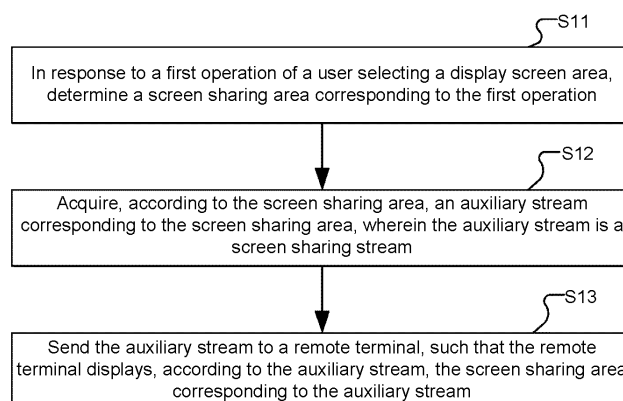 S11
In response to a first operation of a user selecting a display screen area,
determine a screen sharing area corresponding to the first operation
S12
Acquire, according to the screen sharing area, an auxiliary stream
corresponding to the screen sharing area, wherein the auxiliary stream is a
screen sharing stream
S13
Send the auxiliary stream to a remote terminal, such that the remote
terminal displays, according to the auxiliary stream, the screen sharing area
corresponding to the auxiliary stream